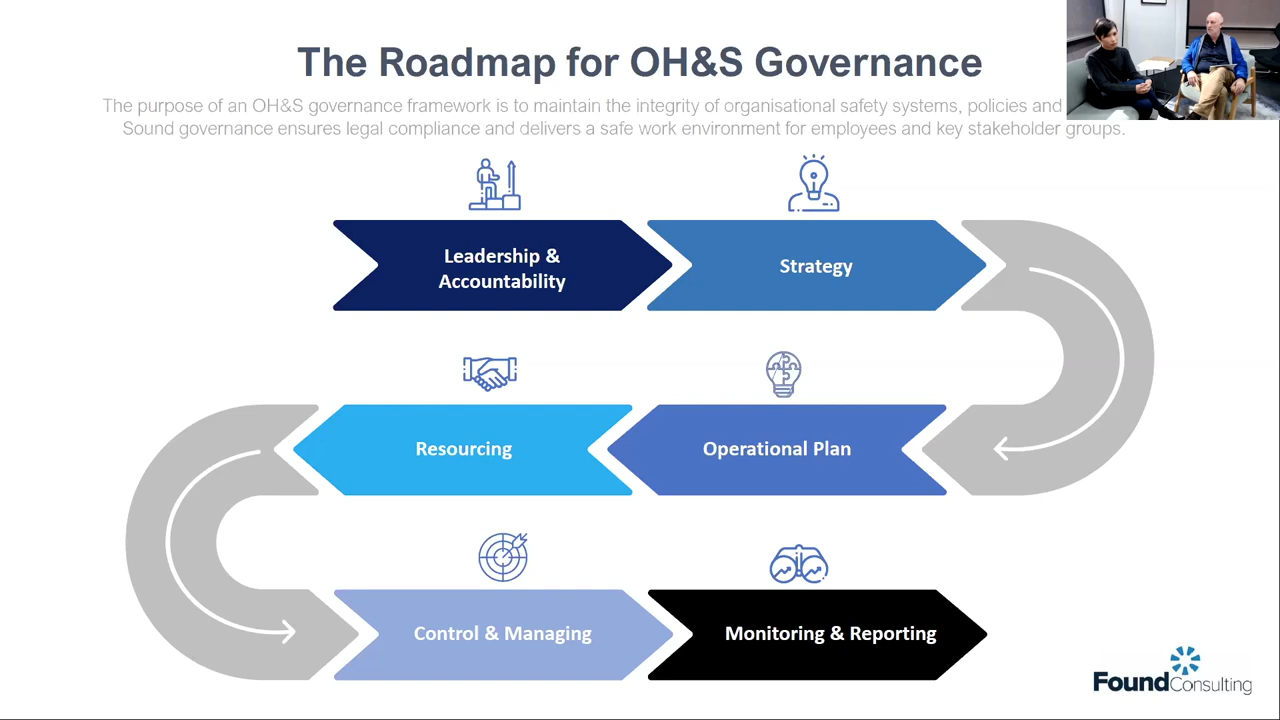 The Roadmap for OH&S Governance
The purpose of an OH&S governance framework is to maintain the integrity of organisational safety systems, policies and
Sound governance ensures legal compliance and delivers a safe work environment for employees and key stakeholder groups.
Leadership &
Accountability
Strategy
Resourcing
Operational Plan
Control & Managing
Monitoring & Reporting
FoundConsulting